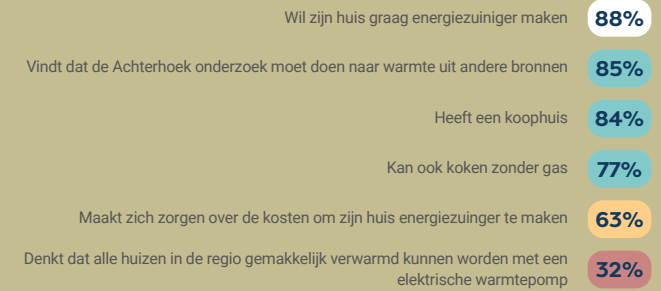 Wil zijn huis graag energiezuiniger maken 88%
Vindt dat de Achterhoek onderzoek moet doen naar warmte uit andere bronnen 85%
Heeft een koophuis 84%
Kan ook koken zonder gas 77%
Maakt zich zorgen over de kosten om zijn huis energiezuinger te maken 63%
Denkt dat alle huizen in de regio gemakkelijk verwarmd kunnen worden met een
elektrische warmtepomp 32%